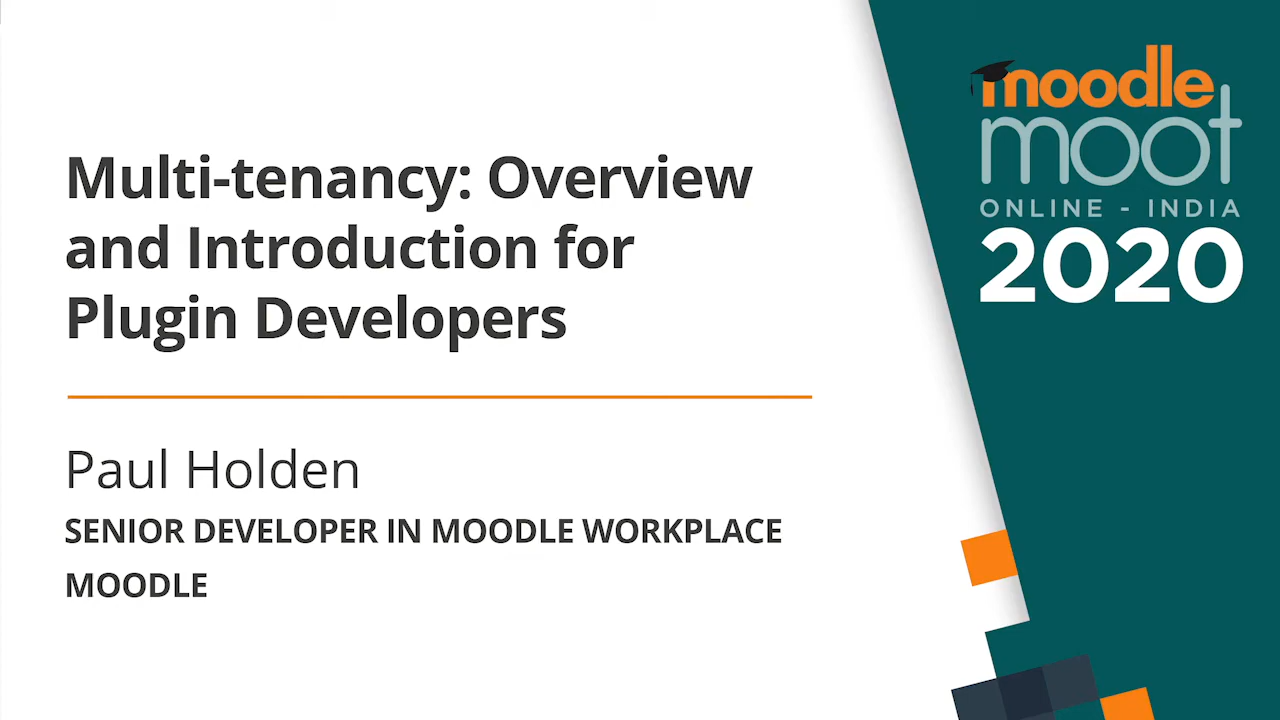 Multi-tenancy: Overview
and Introduction for
Plugin Developers
Paul Holden
SENIOR DEVELOPER IN MOODLE WORKPLACE
MOODLE
moodle
moot
ONLINE - INDIA
2020